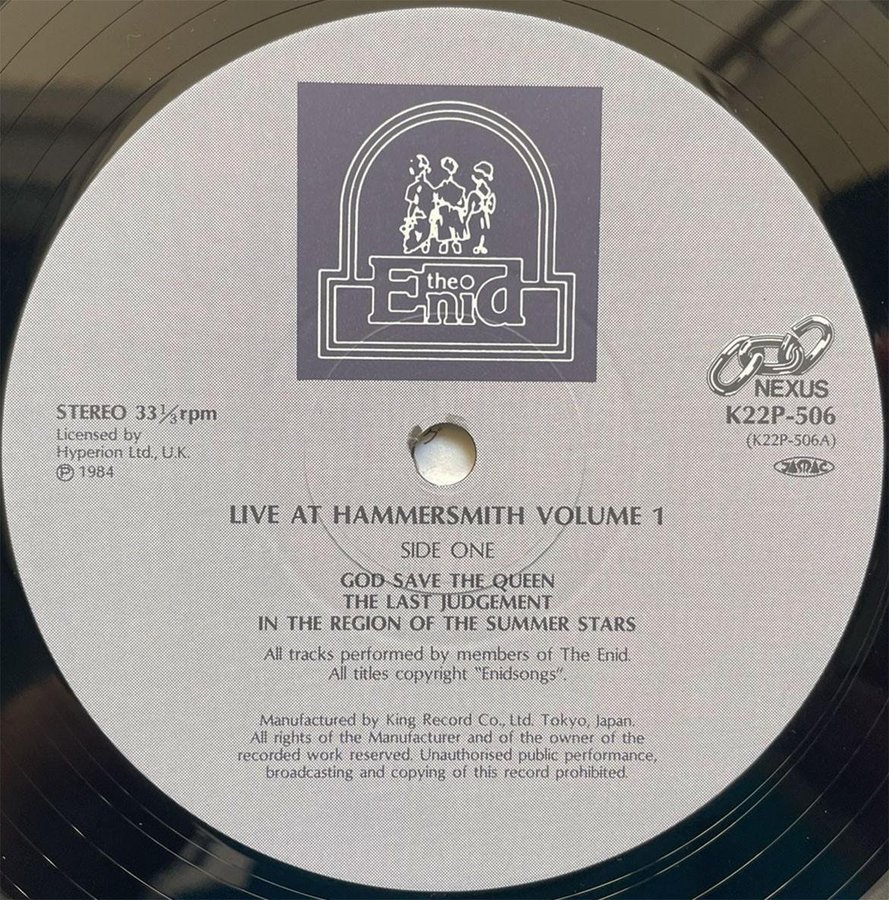 the
Enid
NEXUS
STEREO 33⅓rpm
K22P-506
Licensed by
(K22P-506A)
Hyperion Ltd., U.K.
JASRAC
Ⓟ 1984
LIVE AT HAMMERSMITH VOLUME 1
SIDE ONE
GOD SAVE THE QUEEN
THE LAST JUDGEMENT
IN THE REGION OF THE SUMMER STARS
All tracks performed by members of The Enid.
All titles copyright "Enidsongs".
Manufactured by King Record Co., Ltd. Tokyo, Japan.
All rights of the Manufacturer and of the owner of the
recorded work reserved. Unauthorised public performance,
broadcasting and copying of this record prohibited.